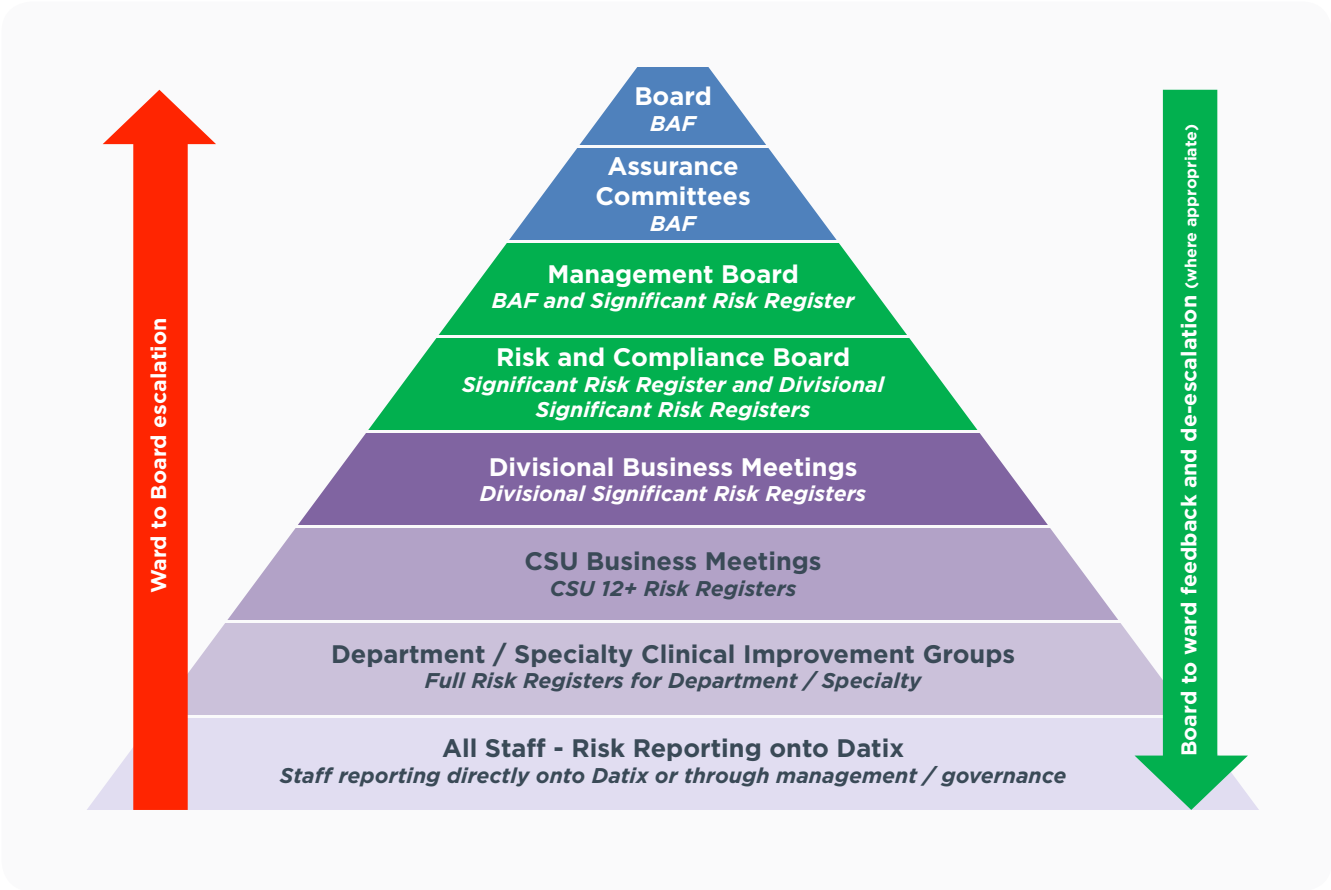 Board
BAF
Assurance
Committees
BAF
Management Board
BAF and Significant Risk Register
Risk and Compliance Board
Significant Risk Register and Divisional
Significant Risk Registers
Divisional Business Meetings
Divisional Significant Risk Registers
CSU Business Meetings
CSU 12+ Risk Registers
Department / Specialty Clinical Improvement Groups
Full Risk Registers for Department / Specialty
All Staff - Risk Reporting onto Datix
Staff reporting directly onto Datix or through management / governance
Ward to Board escalation
Board to ward feedback and de-escalation (where appropriate)